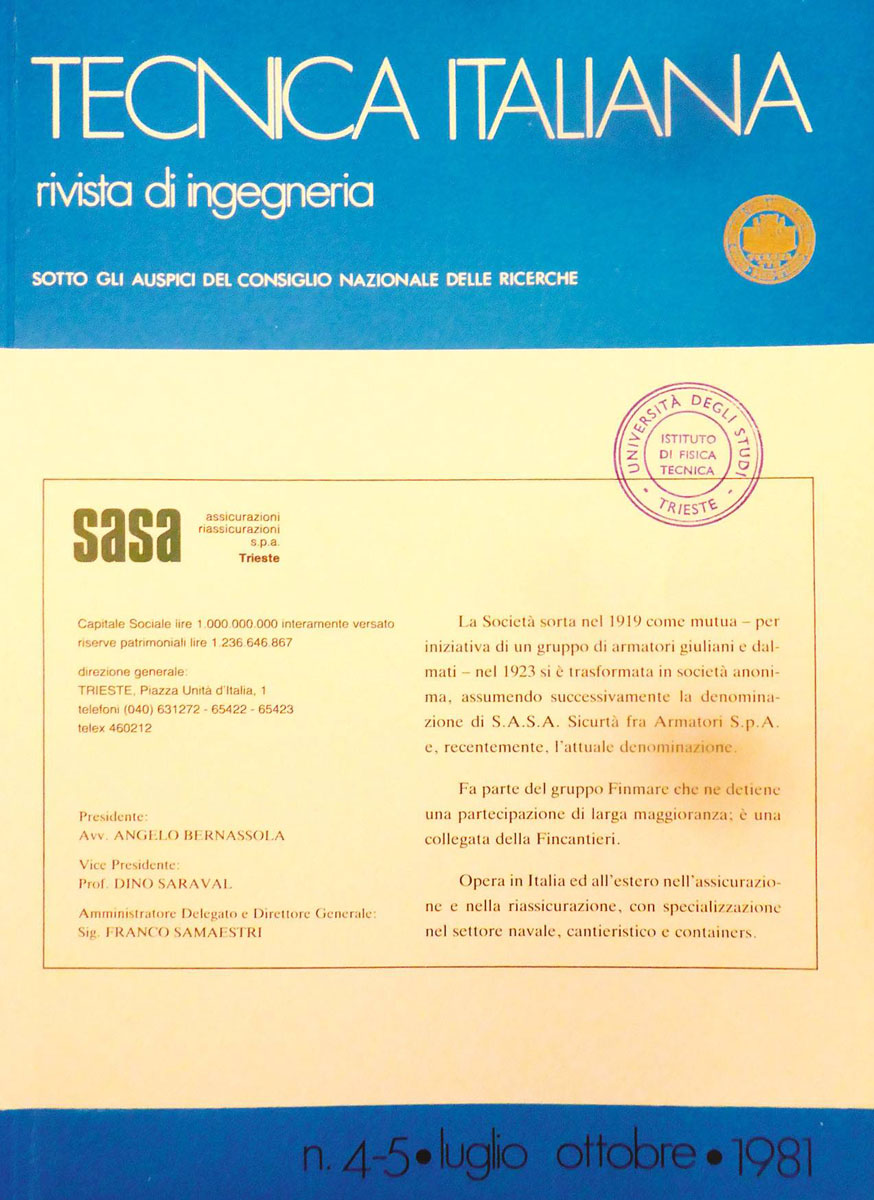 TECNICA ITALIANA
rivista di ingegneria
SOTTO GLI AUSPICI DEL CONSIGLIO NAZIONALE DELLE RICERCHE
UNIVERSITÀ DEGLI STUDI
ISTITUTO
DI FISICA
TECNICA
- TRIESTE -
sasa
assicurazioni
riassicurazioni
s.p.a.
Trieste
Capitale Sociale lire 1.000.000.000 interamente versato
riserve patrimoniali lire 1.236.646.867
direzione generale:
TRIESTE, Piazza Unità d'Italia, 1
telefoni (040) 631272 - 65422 - 65423
telex 460212
Presidente:
Avv. ANGELO BERNASSOLA
Vice Presidente:
Prof. DINO SARAVAL
Amministratore Delegato e Direttore Generale:
Sig. FRANCO SAMAESTRI
La Società sorta nel 1919 come mutua – per
iniziativa di un gruppo di armatori giuliani e dal-
mati – nel 1923 si è trasformata in società anoni-
ma, assumendo successivamente la denomina-
zione di S.A.S.A. Sicurtà fra Armatori S.p.A.
e, recentemente, l'attuale denominazione.
Fa parte del gruppo Finmare che ne detiene
una partecipazione di larga maggioranza; è una
collegata della Fincantieri.
Opera in Italia ed all'estero nell'assicurazio-
ne e nella riassicurazione, con specializzazione
nel settore navale, cantieristico e containers.
n. 4-5 • luglio ottobre • 1981